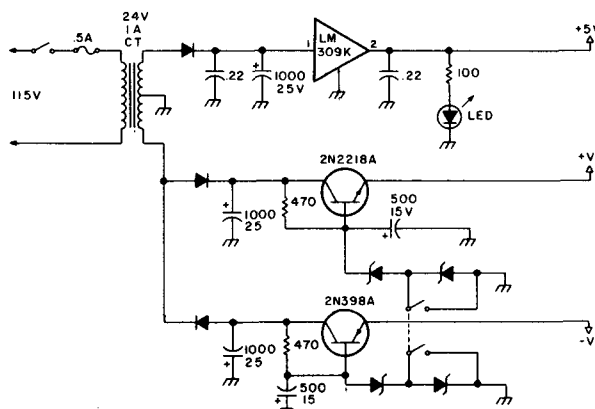 24V
1A
CT
.5A
115V
.22
+
1000
25V
1
LM
309K
2
.22
+5V
100
LED
2N2218A
+V
+
1000
25
470
500
15V
+
2N398A
-V
1000
25
+
470
500
15
+